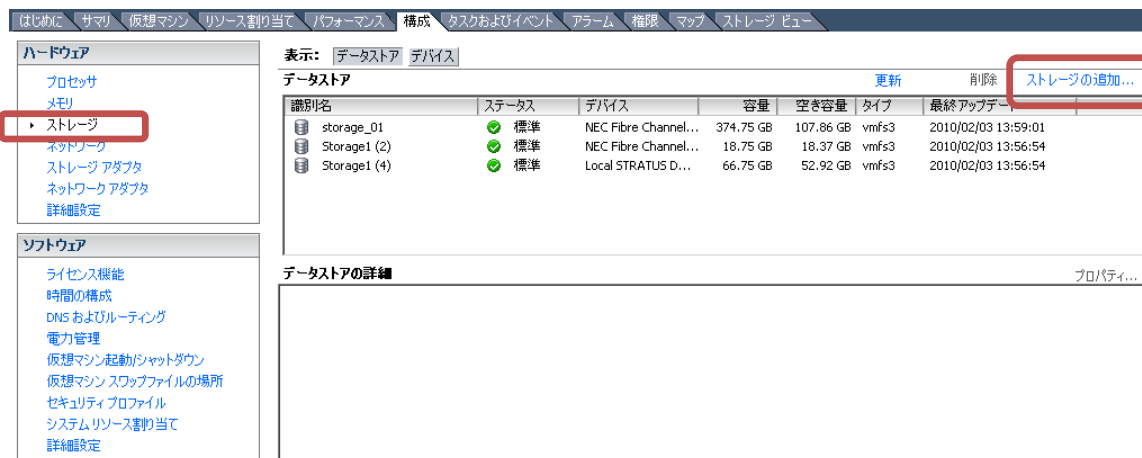 はじめに サマリ 仮想マシン リソース割り当て パフォーマンス 構成 タスクおよびイベント アラーム 権限 マップ ストレージ ビュー
ハードウェア
プロセッサ
メモリ
ストレージ
ネットワーク
ストレージ アダプタ
ネットワーク アダプタ
詳細設定
ソフトウェア
ライセンス機能
時間の構成
DNS およびルーティング
電力管理
仮想マシン起動/シャットダウン
仮想マシン スワップファイルの場所
セキュリティ プロファイル
システム リソース割り当て
詳細設定
表示: データストア デバイス
データストア 更新 削除 ストレージの追加...
識別名 ステータス デバイス 容量 空き容量 タイプ 最終アップデート
storage_01 標準 NEC Fibre Channel... 374.75 GB 107.86 GB vmfs3 2010/02/03 13:59:01
Storage1 (2) 標準 NEC Fibre Channel... 18.75 GB 18.37 GB vmfs3 2010/02/03 13:56:54
Storage1 (4) 標準 Local STRATUS D... 66.75 GB 52.92 GB vmfs3 2010/02/03 13:56:54
データストアの詳細 プロパティ...